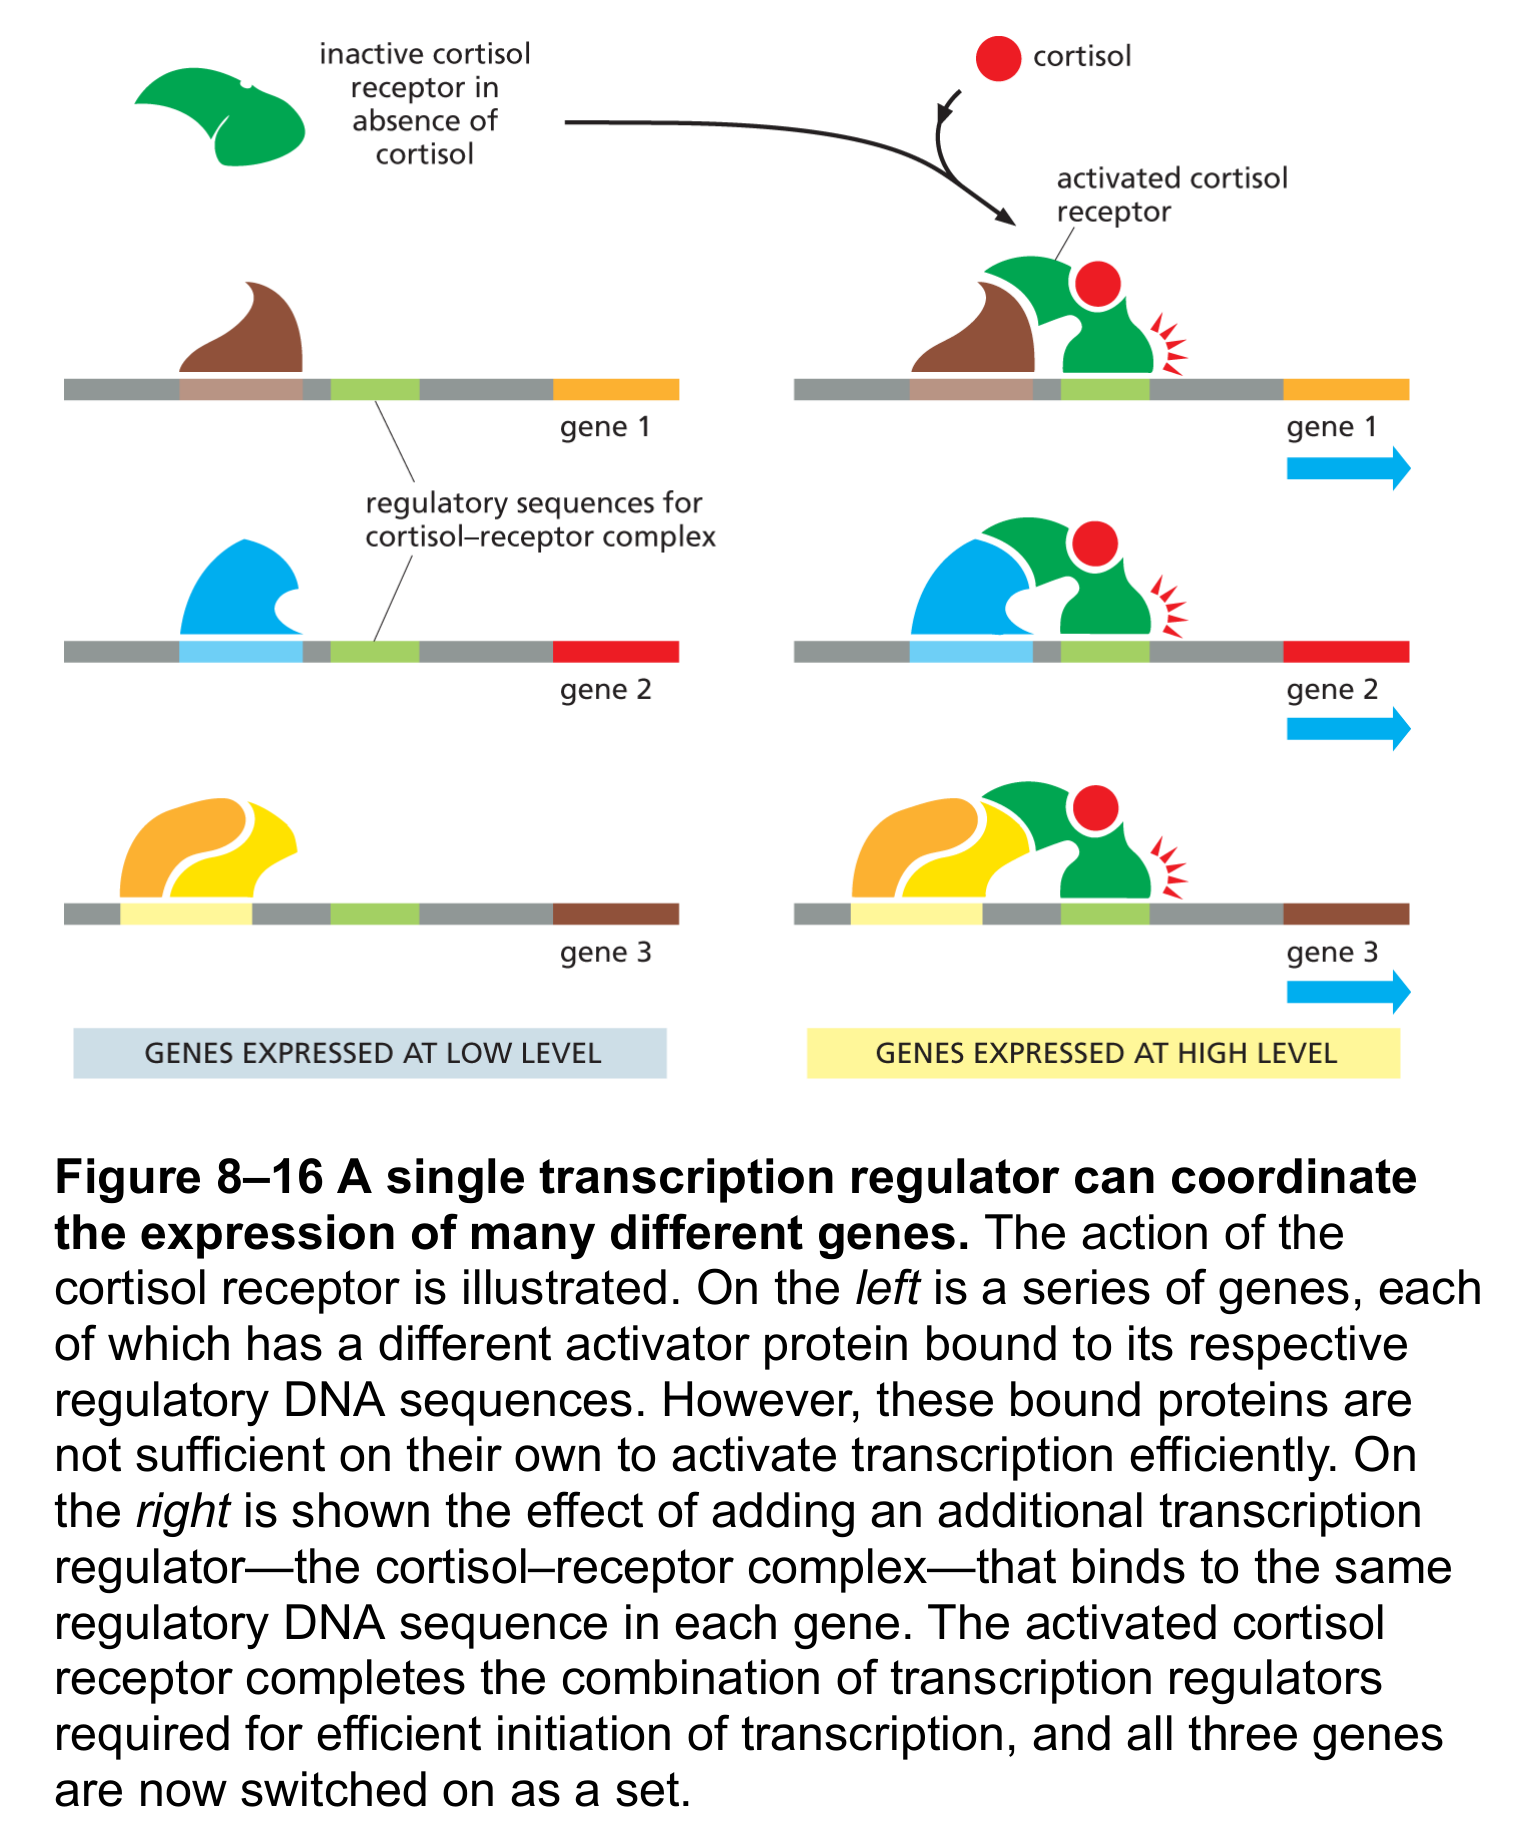 inactive cortisol
receptor in
absence of
cortisol
cortisol
activated cortisol
receptor
gene 1
gene 1
regulatory sequences for
cortisol–receptor complex
gene 2
gene 2
gene 3
gene 3
GENES EXPRESSED AT LOW LEVEL
GENES EXPRESSED AT HIGH LEVEL
Figure 8–16 A single transcription regulator can coordinate
the expression of many different genes. The action of the
cortisol receptor is illustrated. On the left is a series of genes, each
of which has a different activator protein bound to its respective
regulatory DNA sequences. However, these bound proteins are
not sufficient on their own to activate transcription efficiently. On
the right is shown the effect of adding an additional transcription
regulator—the cortisol–receptor complex—that binds to the same
regulatory DNA sequence in each gene. The activated cortisol
receptor completes the combination of transcription regulators
required for efficient initiation of transcription, and all three genes
are now switched on as a set.